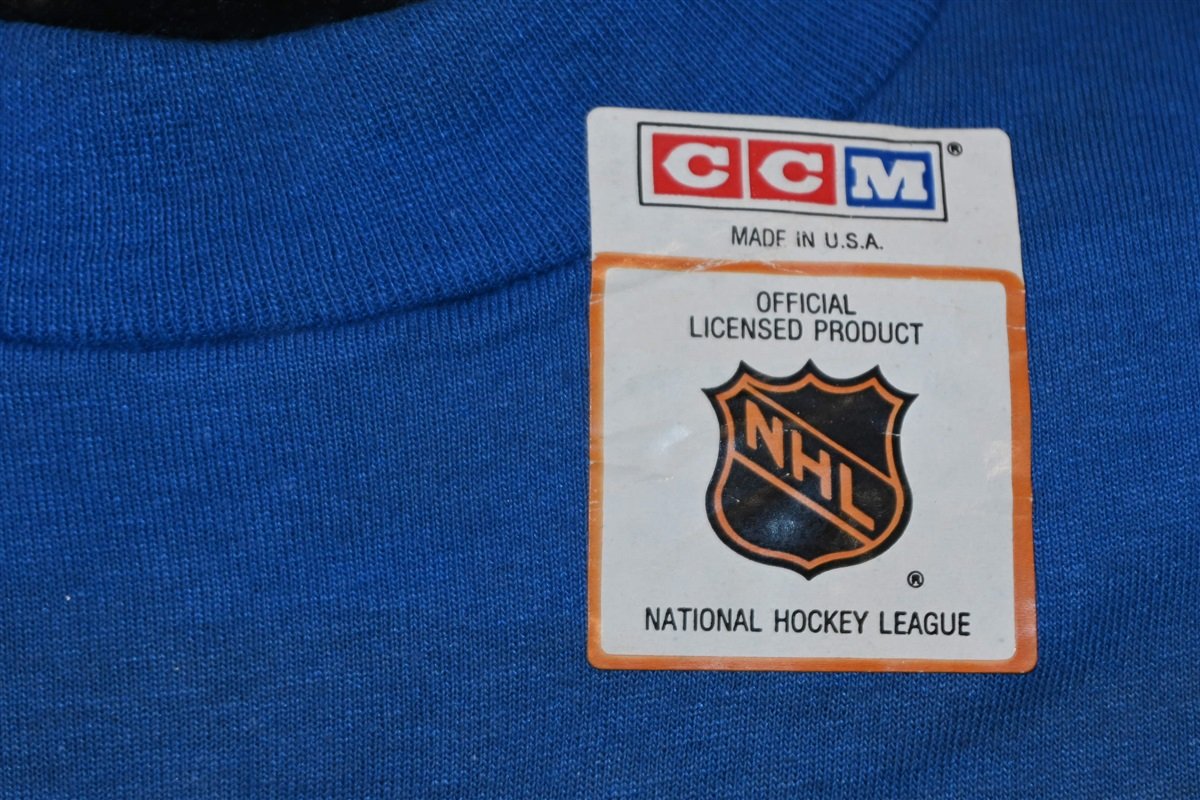 CCM®
MADE IN U.S.A.
OFFICIAL
LICENSED PRODUCT
NHL
®
NATIONAL HOCKEY LEAGUE